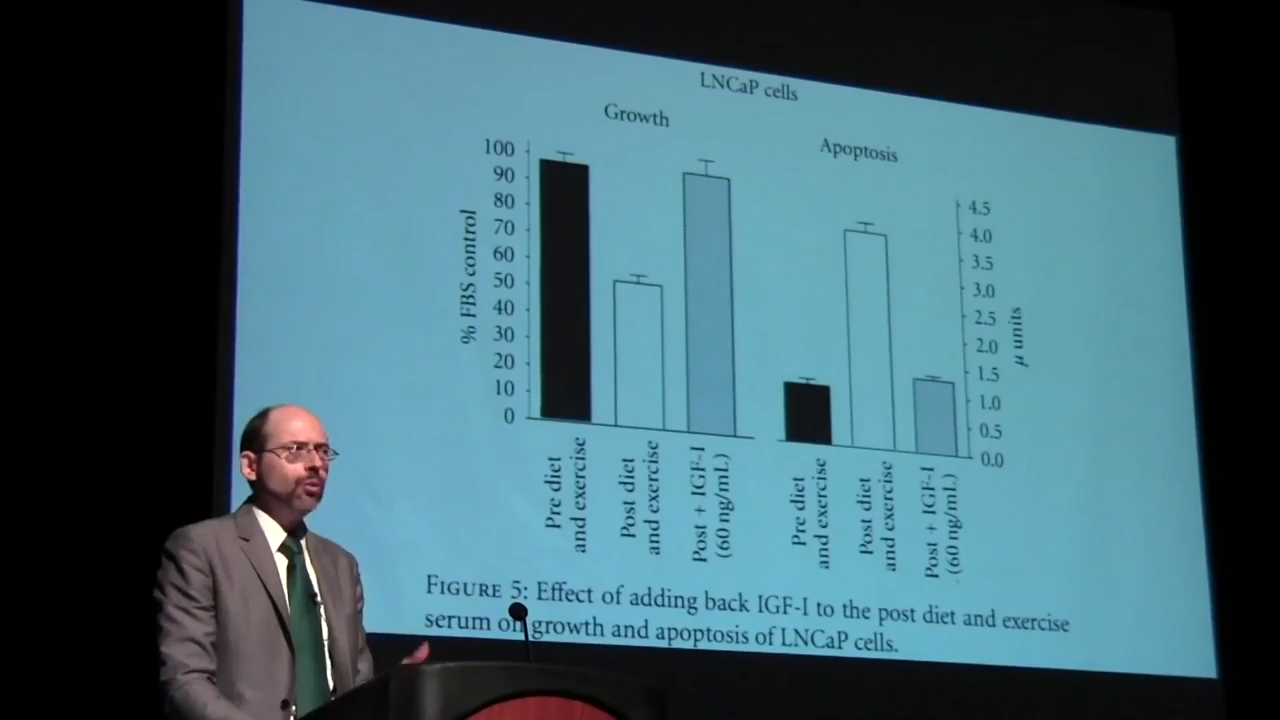 LNCaP cells
Growth
Apoptosis
% FBS control
100
90
80
70
60
50
40
30
20
10
0
4.5
4.0
3.5
3.0
2.5
2.0
1.5
1.0
0.5
0.0
μ units
Pre diet
and exercise
Post diet
and exercise
Post + IGF-I
(60 ng/mL)
Pre diet
and exercise
Post diet
and exercise
Post + IGF-I
(60 ng/mL)
FIGURE 5: Effect of adding back IGF-I to the post diet and exercise
serum on growth and apoptosis of LNCaP cells.